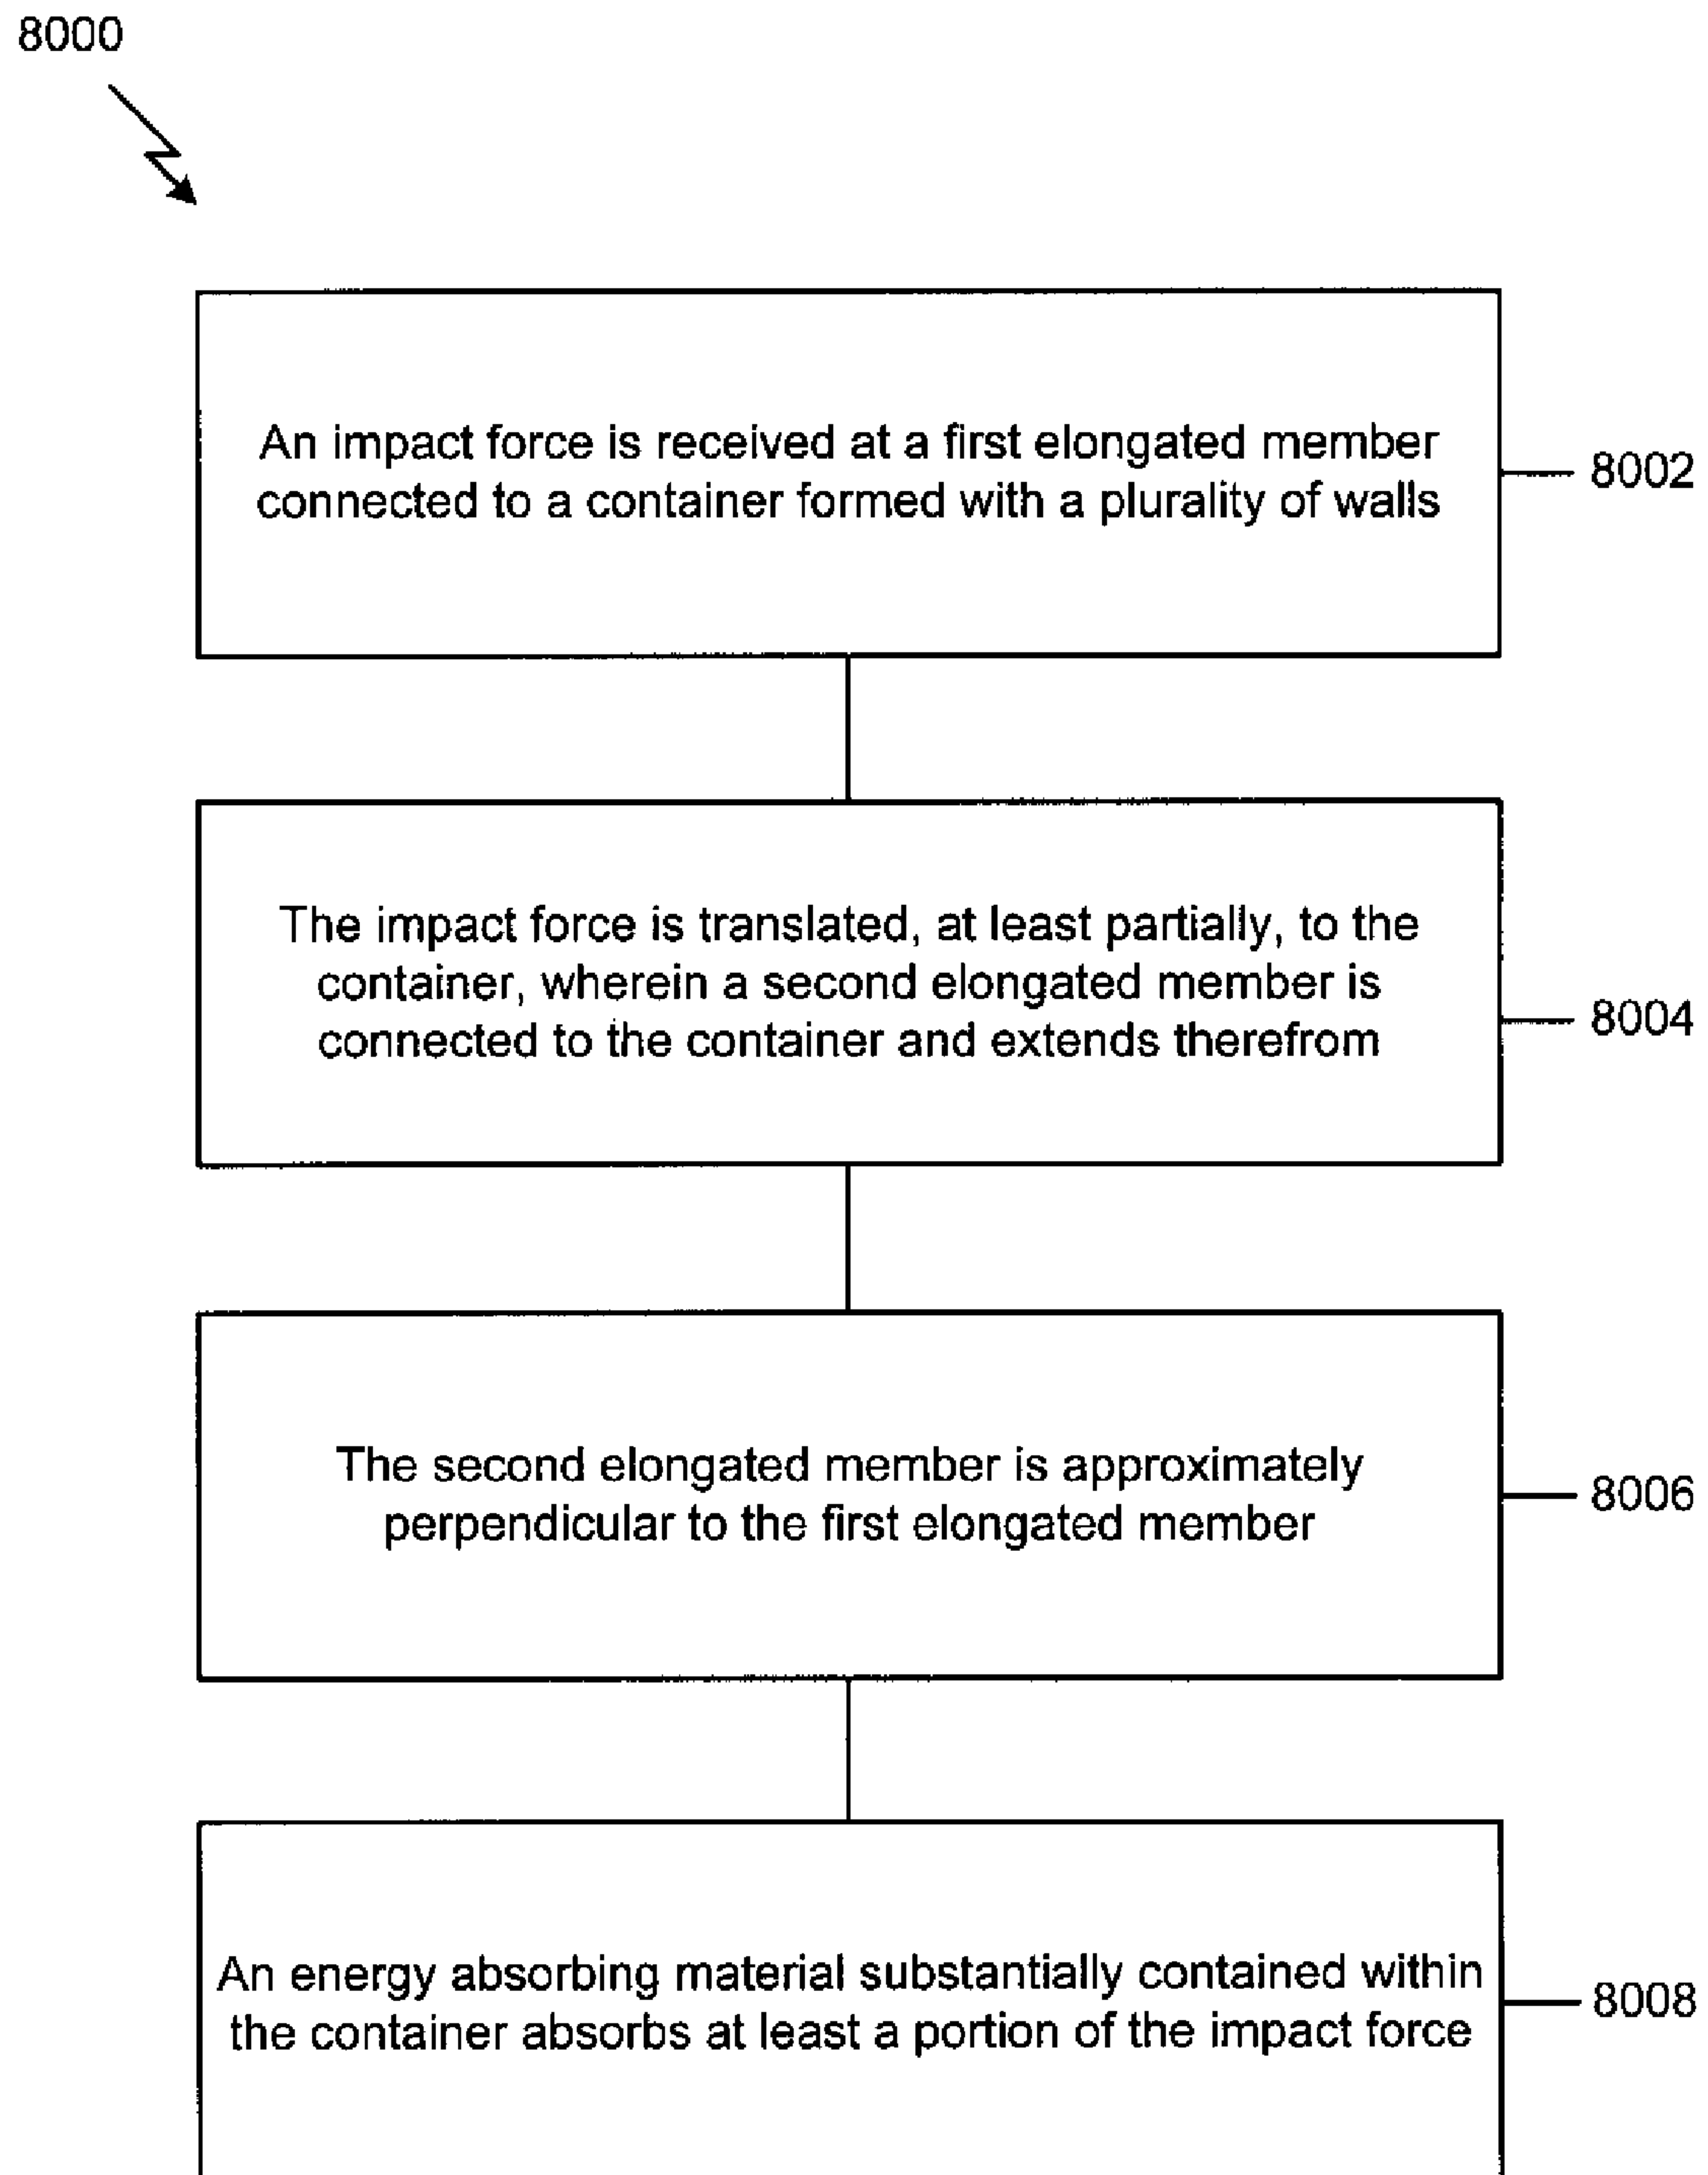 8000
An impact force is received at a first elongated member
connected to a container formed with a plurality of walls
8002
The impact force is translated, at least partially, to the
container, wherein a second elongated member is
connected to the container and extends therefrom
8004
The second elongated member is approximately
perpendicular to the first elongated member
8006
An energy absorbing material substantially contained within
the container absorbs at least a portion of the impact force
8008